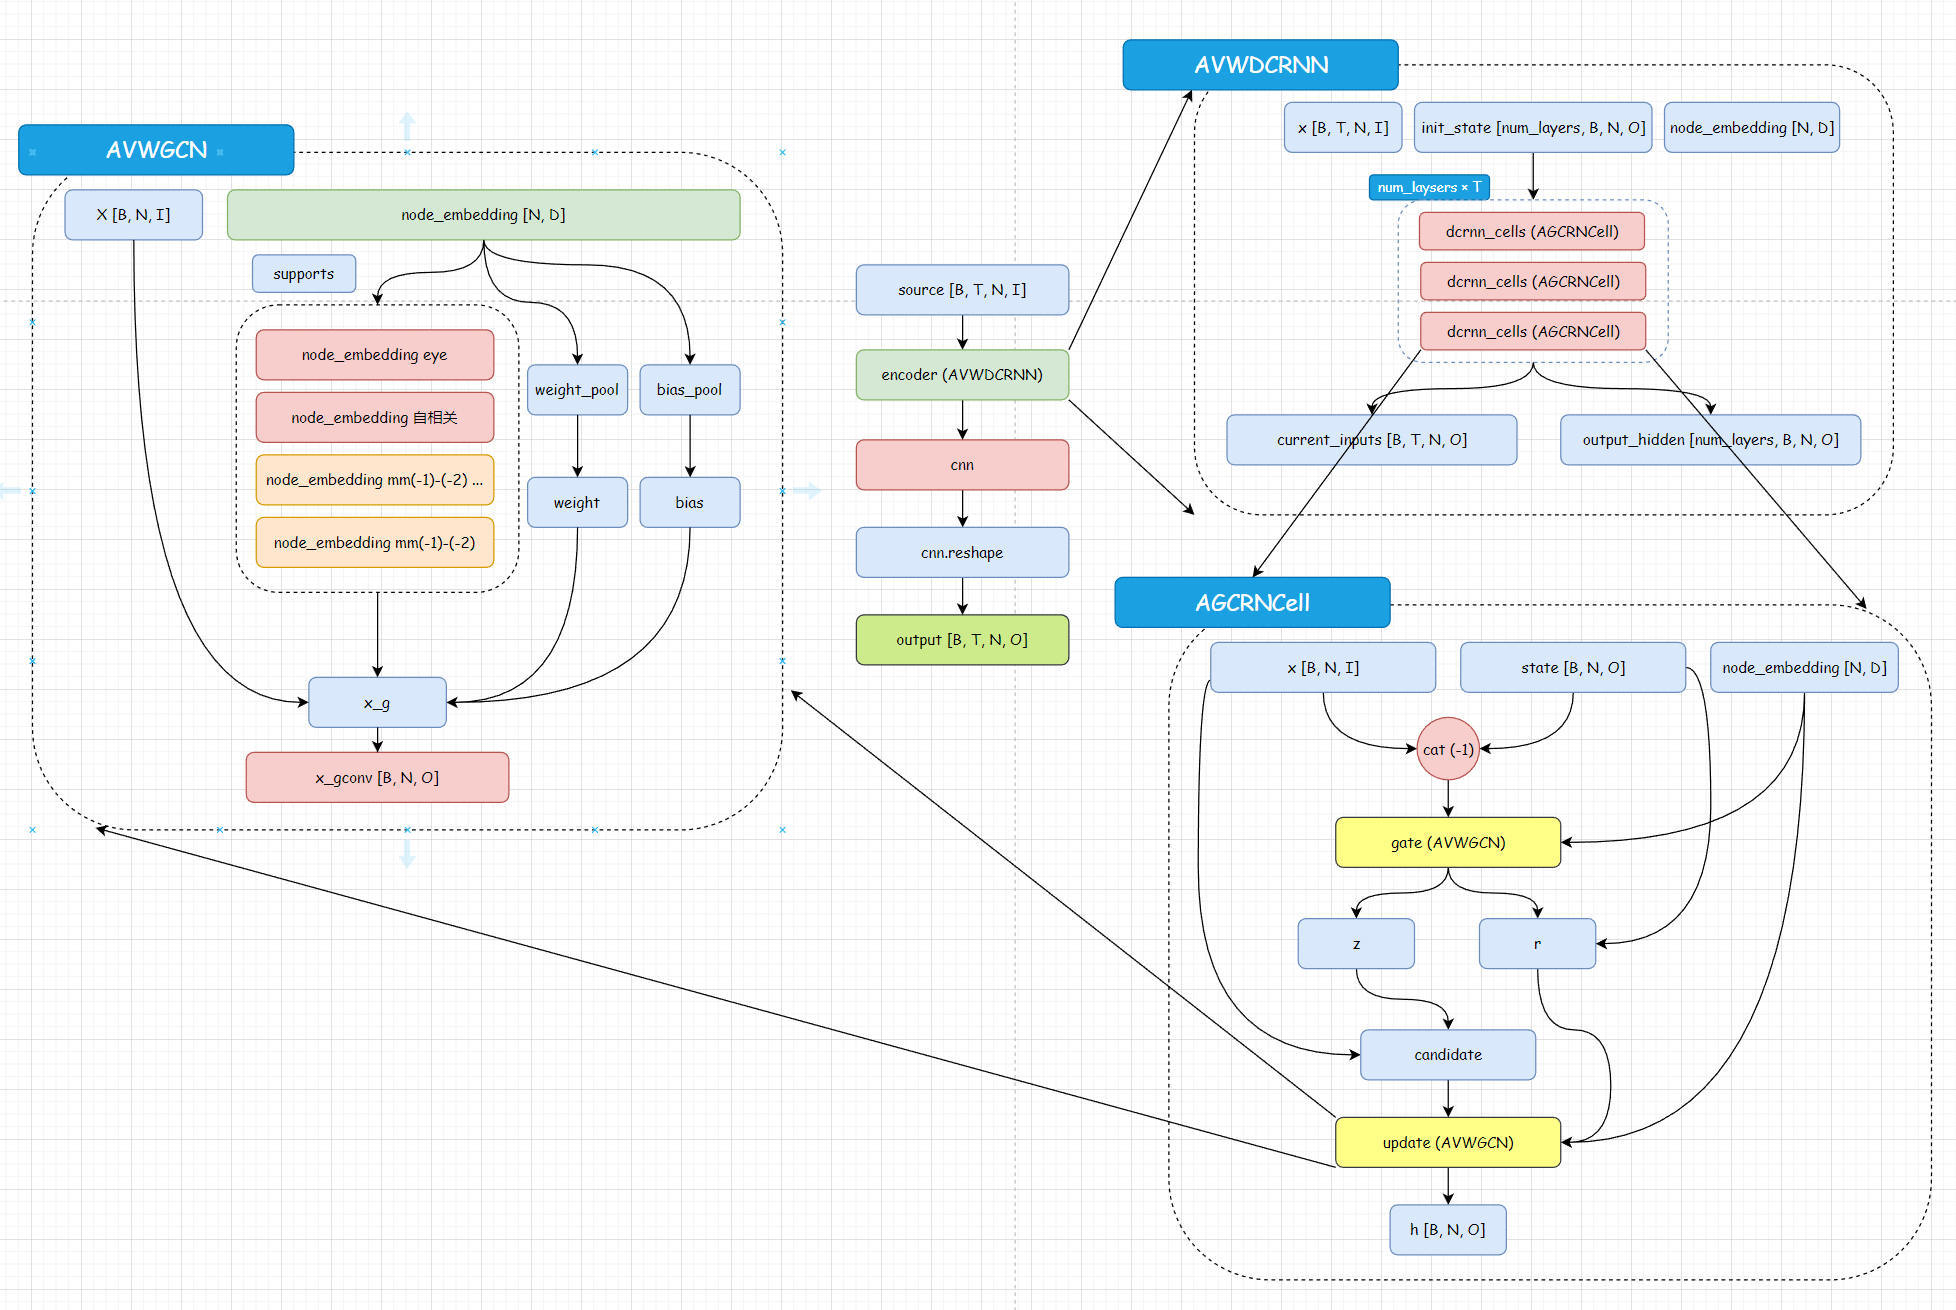 AVWGCN
X [B, N, I]
node_embedding [N, D]
supports
node_embedding eye
node_embedding 自相关
node_embedding mm(-1)-(-2) ...
node_embedding mm(-1)-(-2)
weight_pool
bias_pool
weight
bias
x_g
x_gconv [B, N, O]
source [B, T, N, I]
encoder (AVWDCRNN)
cnn
cnn.reshape
output [B, T, N, O]
AVWDCRNN
x [B, T, N, I]
init_state [num_layers, B, N, O]
node_embedding [N, D]
num_laysers × T
dcrnn_cells (AGCRNCell)
dcrnn_cells (AGCRNCell)
dcrnn_cells (AGCRNCell)
current_inputs [B, T, N, O]
output_hidden [num_layers, B, N, O]
AGCRNCell
x [B, N, I]
state [B, N, O]
node_embedding [N, D]
cat (-1)
gate (AVWGCN)
z
r
candidate
update (AVWGCN)
h [B, N, O]